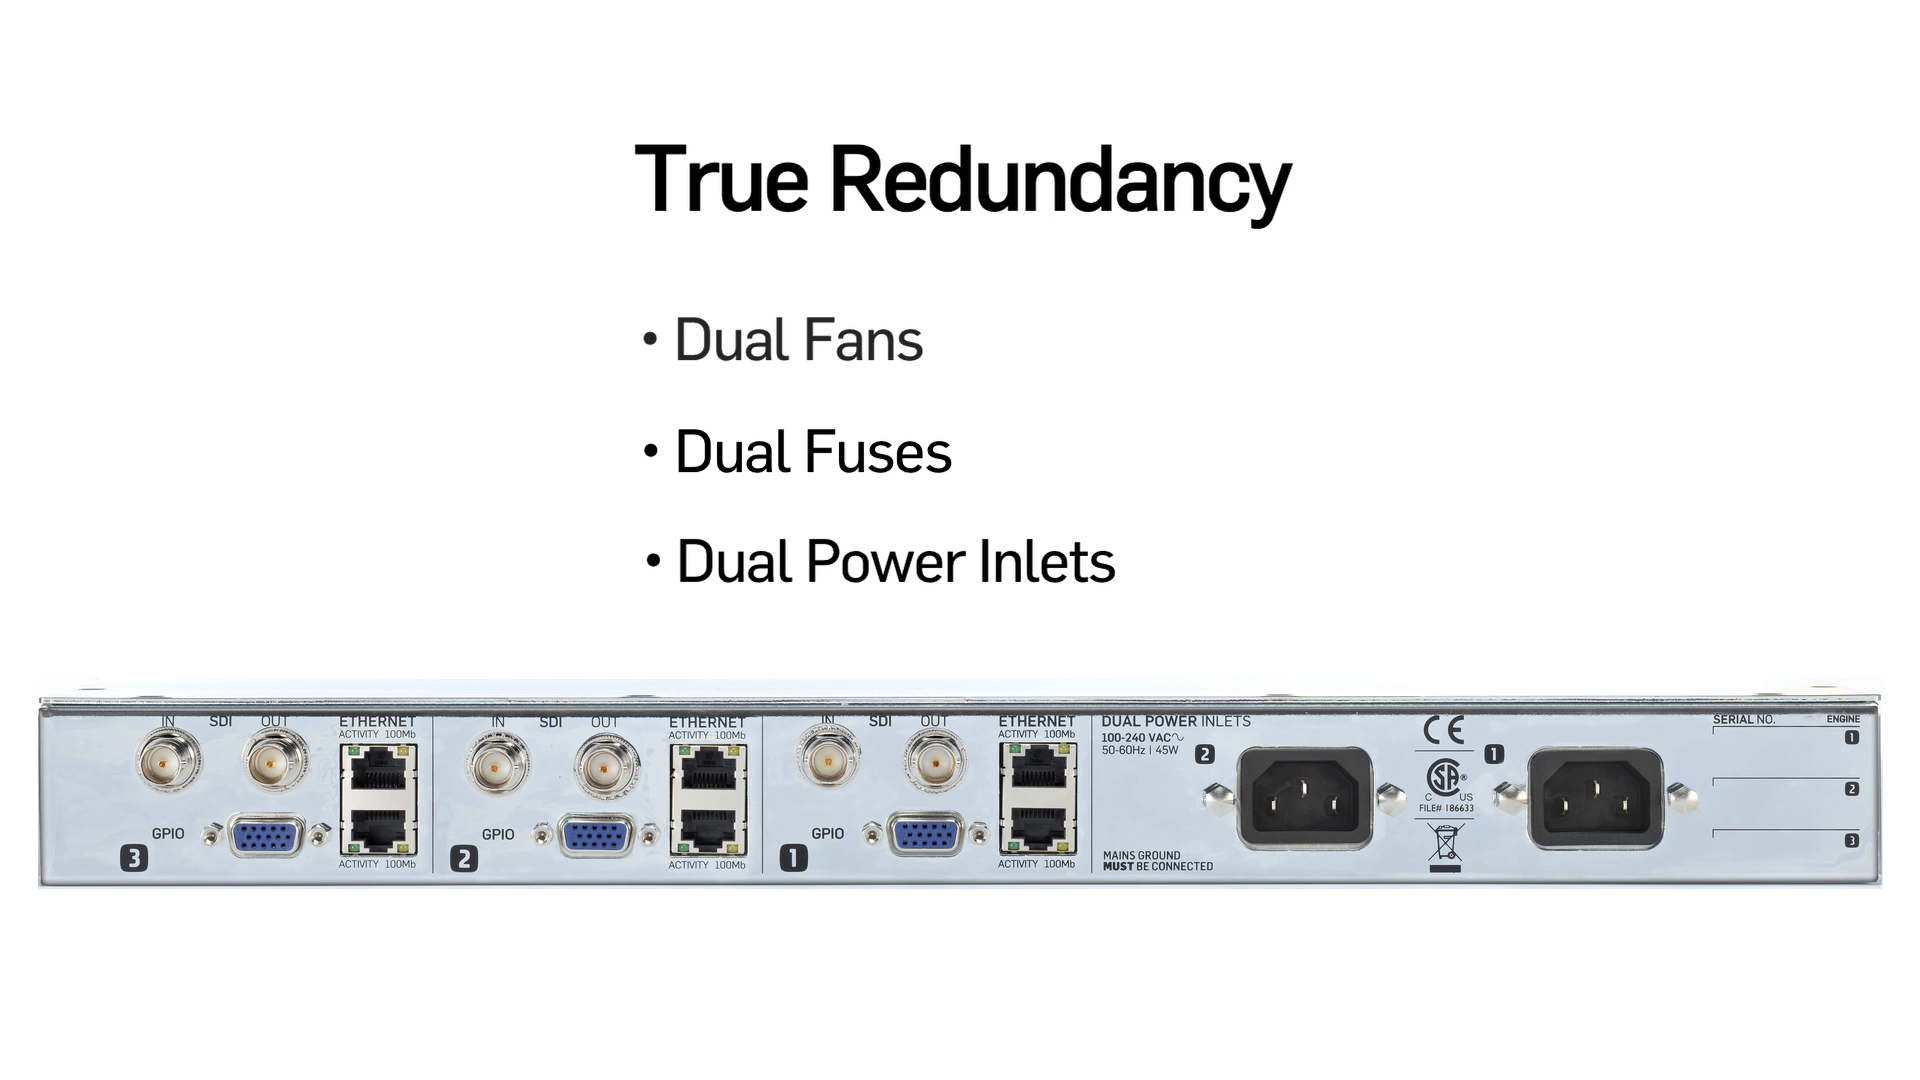 True Redundancy
• Dual Fans
• Dual Fuses
• Dual Power Inlets
IN SDI OUT ETHERNET
ACTIVITY 100Mb
GPIO
3
ACTIVITY 100Mb
IN SDI OUT ETHERNET
ACTIVITY 100Mb
GPIO
2
ACTIVITY 100Mb
IN SDI OUT ETHERNET
ACTIVITY 100Mb
GPIO
1
ACTIVITY 100Mb
DUAL POWER INLETS
100-240 VAC∿
50-60Hz | 45W
2
MAINS GROUND
MUST BE CONNECTED
CE
SA®
C US
FILE# 186633
1
SERIAL NO. ENGINE
1
2
3